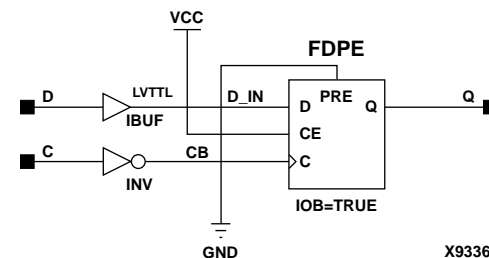 VCC
FDPE
D
LVTTL
D_IN
D
PRE
Q
Q
IBUF
CE
C
CB
C
INV
IOB=TRUE
GND
X9336